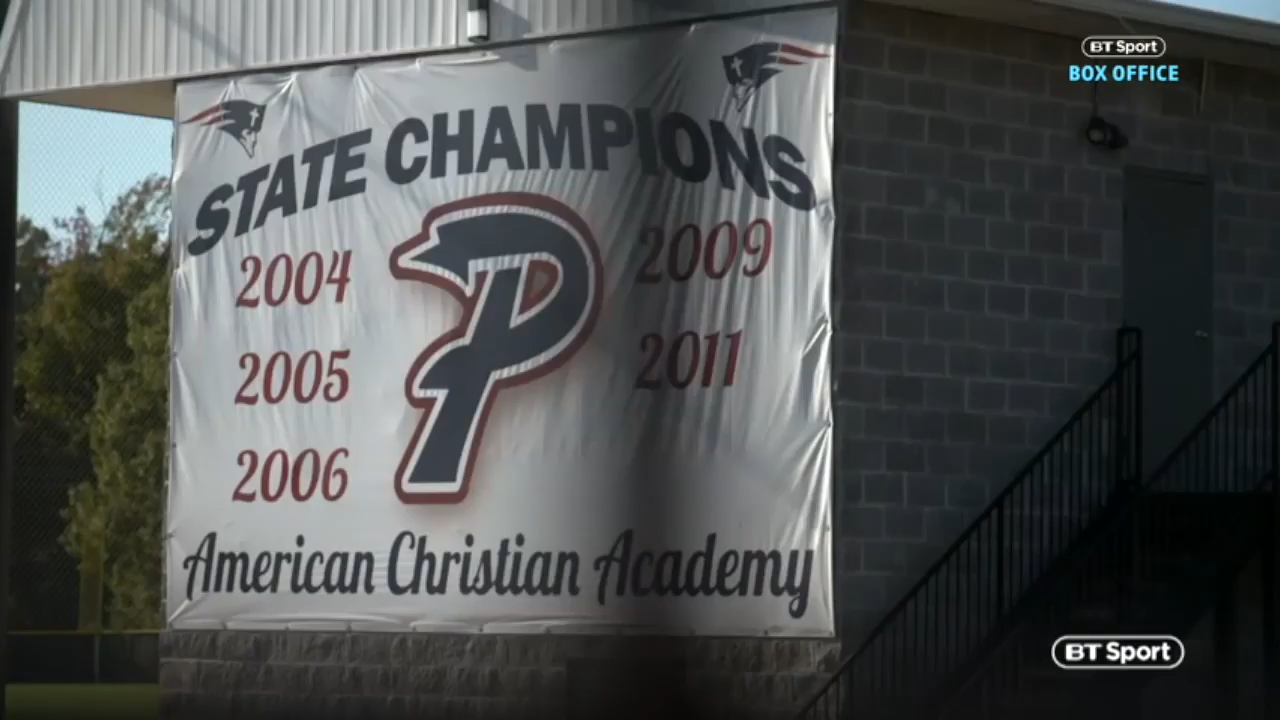 BT Sport
BOX OFFICE
STATE CHAMPIONS
2004
2005
2006
P
2009
2011
American Christian Academy
BT Sport